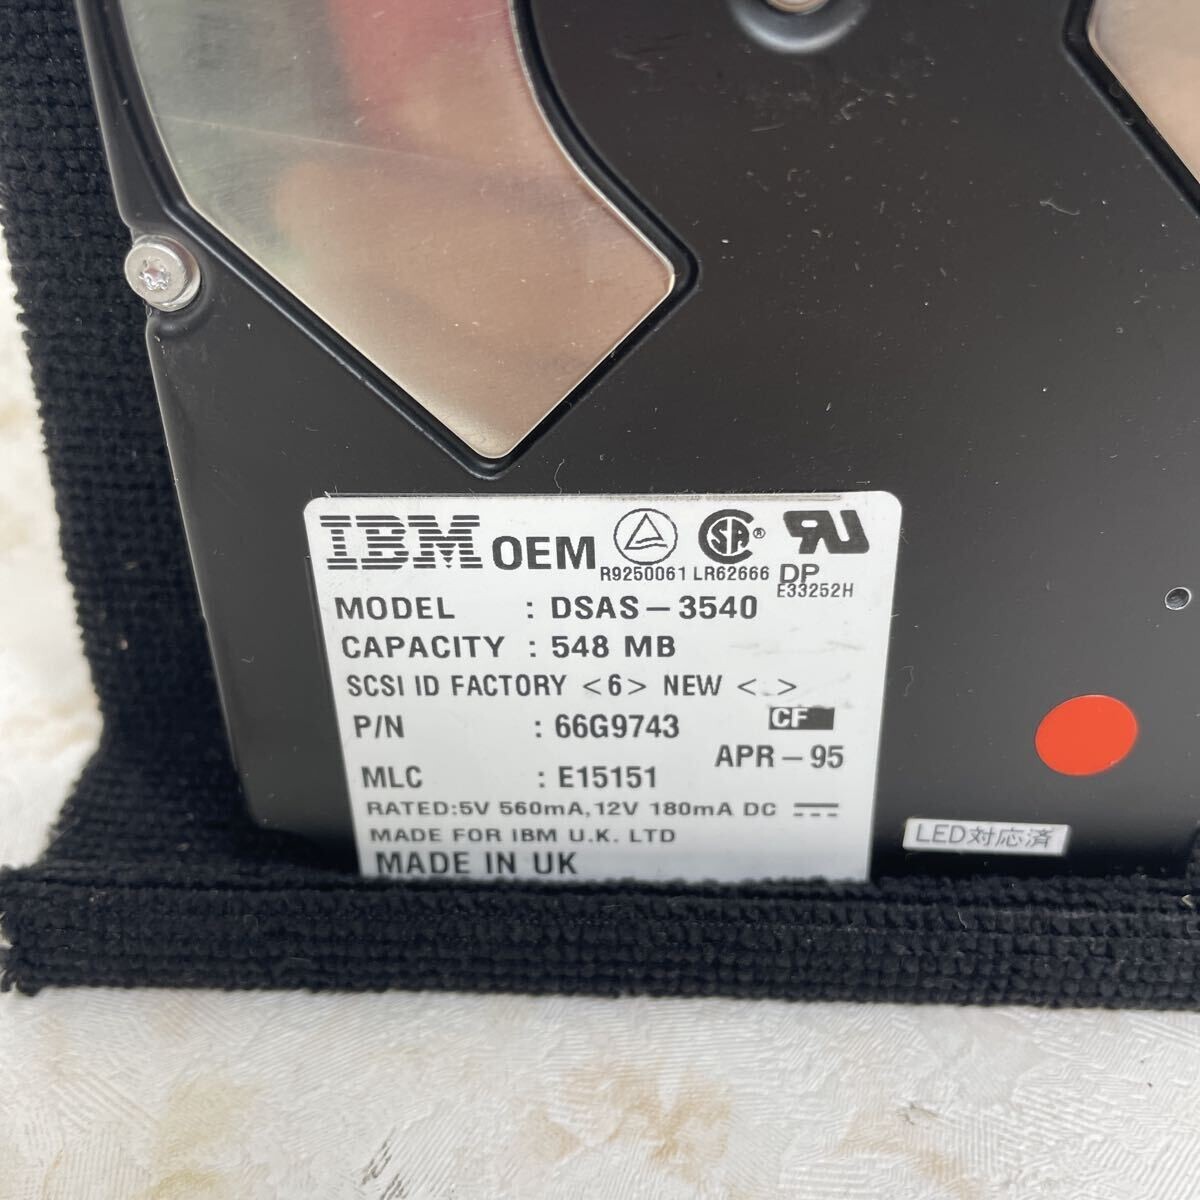 IBM OEM
R9250061 LR62666 DP
E33252H
MODEL : DSAS-3540
CAPACITY : 548 MB
SCSI ID FACTORY <6> NEW < >
P/N : 66G9743 CF
APR-95
MLC : E15151
RATED:5V 560mA,12V 180mA DC
MADE FOR IBM U.K. LTD
MADE IN UK
LED対応済